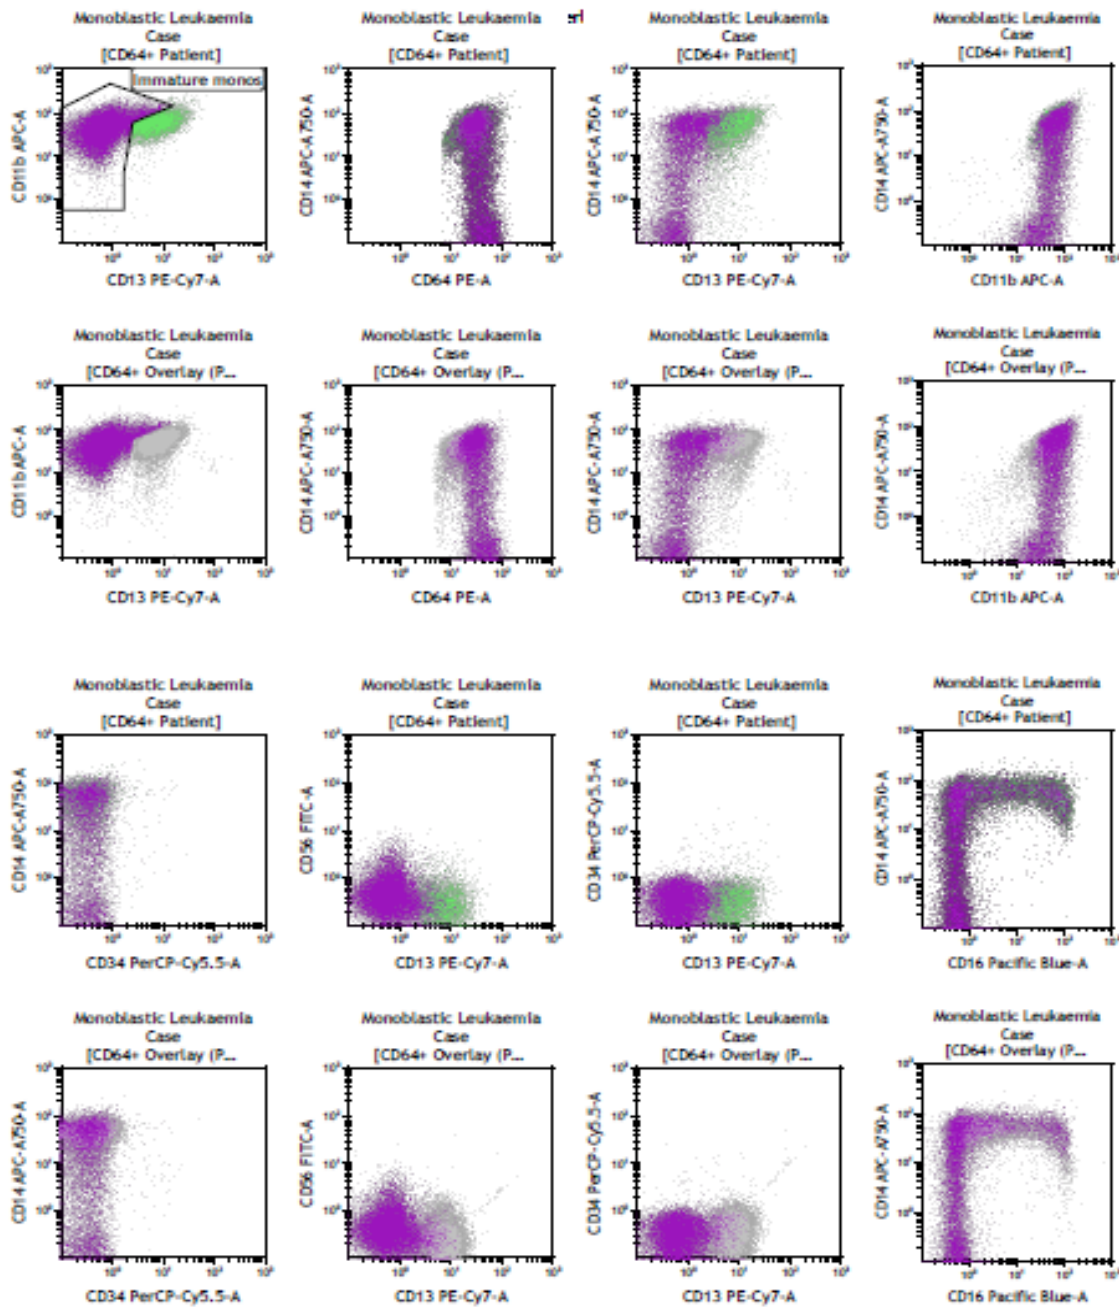 Monoblastic Leukaemia
Case
[CD64+ Patient]
Immature monos
CD11b APC-A
CD13 PE-Cy7-A
Monoblastic Leukaemia
Case
[CD64+ Patient]
CD14 APC-A750-A
CD64 PE-A
Monoblastic Leukaemia
Case
[CD64+ Patient]
CD14 APC-A750-A
CD13 PE-Cy7-A
Monoblastic Leukaemia
Case
[CD64+ Patient]
CD14 APC-A750-A
CD11b APC-A
Monoblastic Leukaemia
Case
[CD64+ Overlay (P...
CD11b APC-A
CD13 PE-Cy7-A
Monoblastic Leukaemia
Case
[CD64+ Overlay (P...
CD14 APC-A750-A
CD64 PE-A
Monoblastic Leukaemia
Case
[CD64+ Overlay (P...
CD14 APC-A750-A
CD13 PE-Cy7-A
Monoblastic Leukaemia
Case
[CD64+ Overlay (P...
CD14 APC-A750-A
CD11b APC-A
Monoblastic Leukaemia
Case
[CD64+ Patient]
CD14 APC-A750-A
CD34 PerCP-Cy5.5-A
Monoblastic Leukaemia
Case
[CD64+ Patient]
CD56 FITC-A
CD13 PE-Cy7-A
Monoblastic Leukaemia
Case
[CD64+ Patient]
CD34 PerCP-Cy5.5-A
CD13 PE-Cy7-A
Monoblastic Leukaemia
Case
[CD64+ Patient]
CD14 APC-A750-A
CD16 Pacific Blue-A
Monoblastic Leukaemia
Case
[CD64+ Overlay (P...
CD14 APC-A750-A
CD34 PerCP-Cy5.5-A
Monoblastic Leukaemia
Case
[CD64+ Overlay (P...
CD56 FITC-A
CD13 PE-Cy7-A
Monoblastic Leukaemia
Case
[CD64+ Overlay (P...
CD34 PerCP-Cy5.5-A
CD13 PE-Cy7-A
Monoblastic Leukaemia
Case
[CD64+ Overlay (P...
CD14 APC-A750-A
CD16 Pacific Blue-A